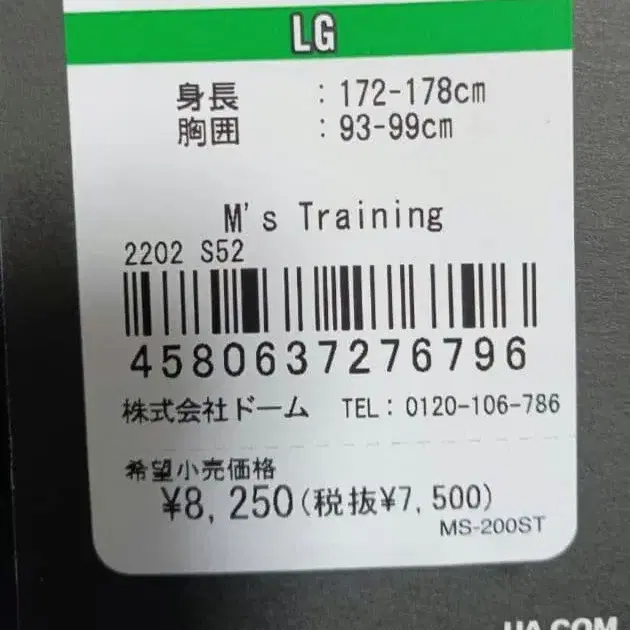 LG
身長 : 172-178cm
胸囲 : 93-99cm
M's Training
2202 S52
4580637276796
株式会社ドーム TEL: 0120-106-786
希望小売価格
¥8,250(税抜¥7,500)
MS-200ST
UA.COM